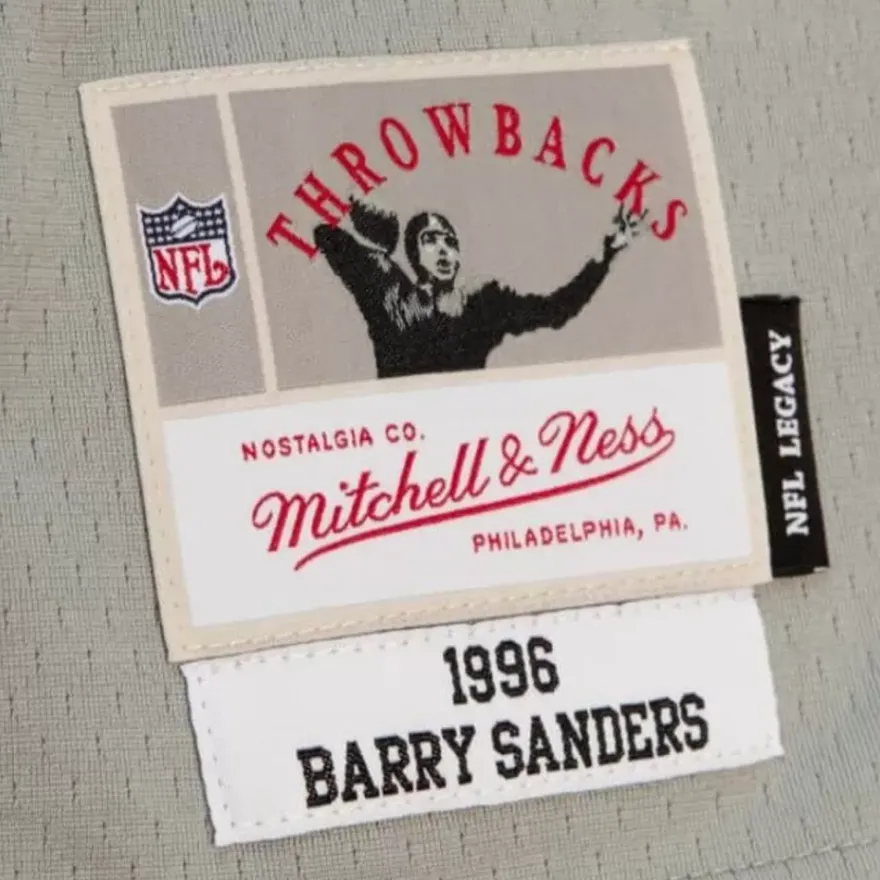 THROWBACKS
NFL
NOSTALGIA CO.
Mitchell & Ness
PHILADELPHIA, PA.
NFL LEGACY
1996
BARRY SANDERS